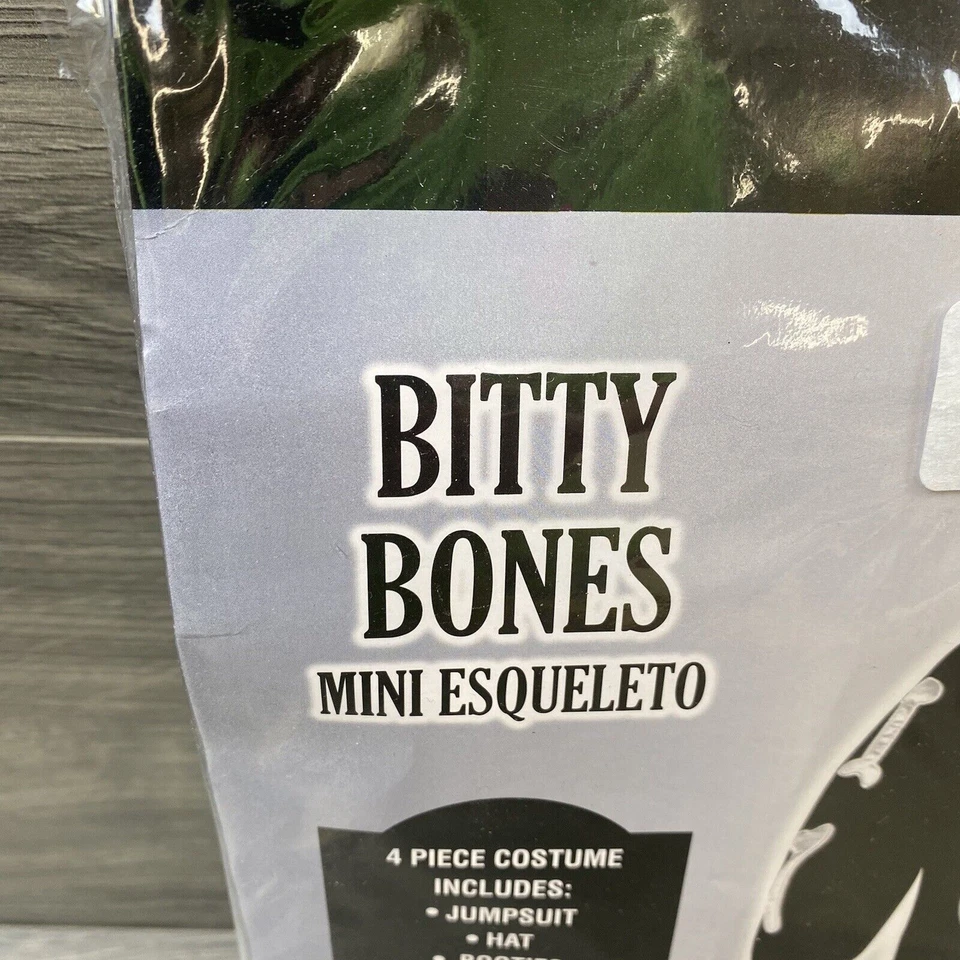 BITTY
BONES
MINI ESQUELETO
4 PIECE COSTUME
INCLUDES:
• JUMPSUIT
• HAT